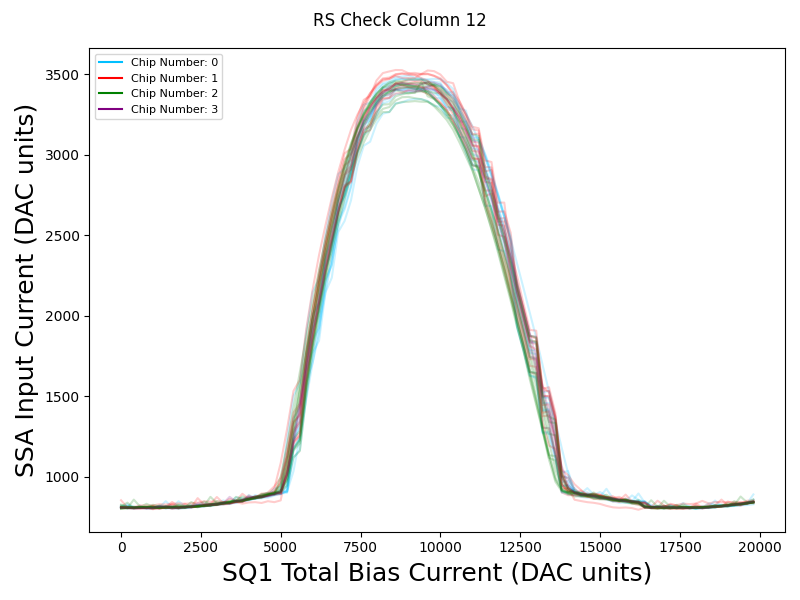 RS Check Column 12
Chip Number: 0
Chip Number: 1
Chip Number: 2
Chip Number: 3
SSA Input Current (DAC units)
3500
3000
2500
2000
1500
1000
0 2500 5000 7500 10000 12500 15000 17500 20000
SQ1 Total Bias Current (DAC units)